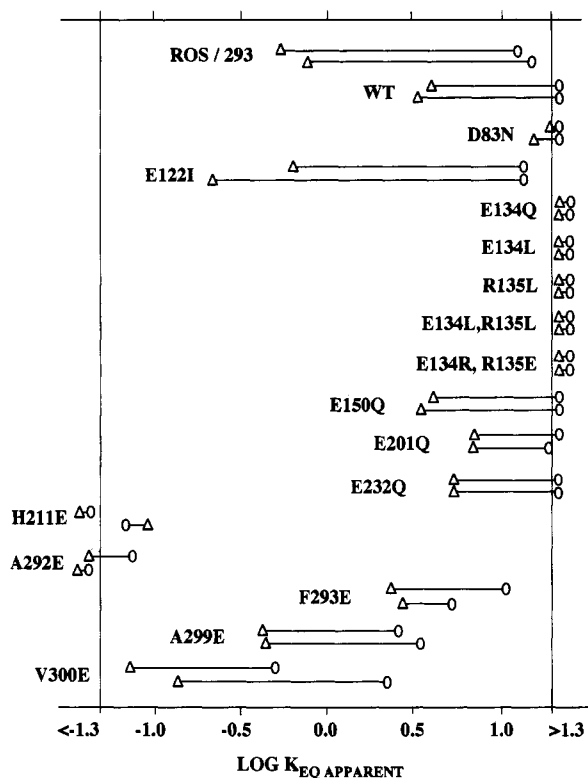 ROS / 293
WT
D83N
E122I
E134Q
E134L
R135L
E134L,R135L
E134R, R135E
E150Q
E201Q
E232Q
H211E
A292E
F293E
A299E
V300E
<-1.3 -1.0 -0.5 0.0 0.5 1.0 >1.3
LOG K EQ APPARENT